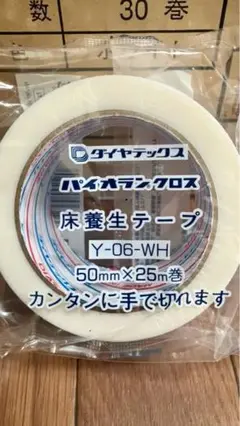 数 30 巻
ダイヤテックス
パイオランクロス
床養生テープ
Y-06-WH
50mm×25m巻
カンタンに手で切れます